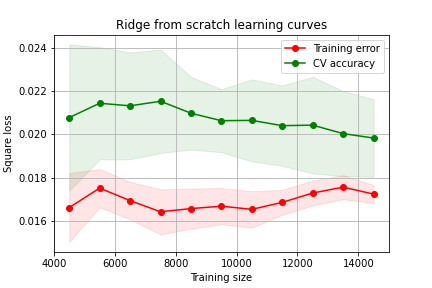 Ridge from scratch learning curves
Training error
CV accuracy
0.024
0.022
0.020
0.018
0.016
Square loss
4000 6000 8000 10000 12000 14000
Training size